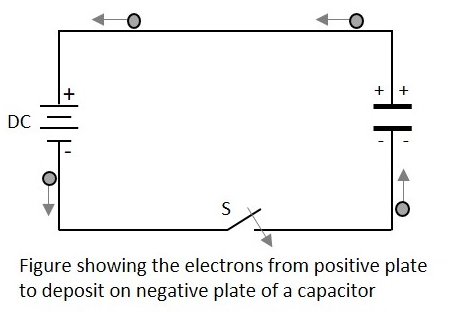 +
+ +
DC
-
- -
S
Figure showing the electrons from positive plate
to deposit on negative plate of a capacitor